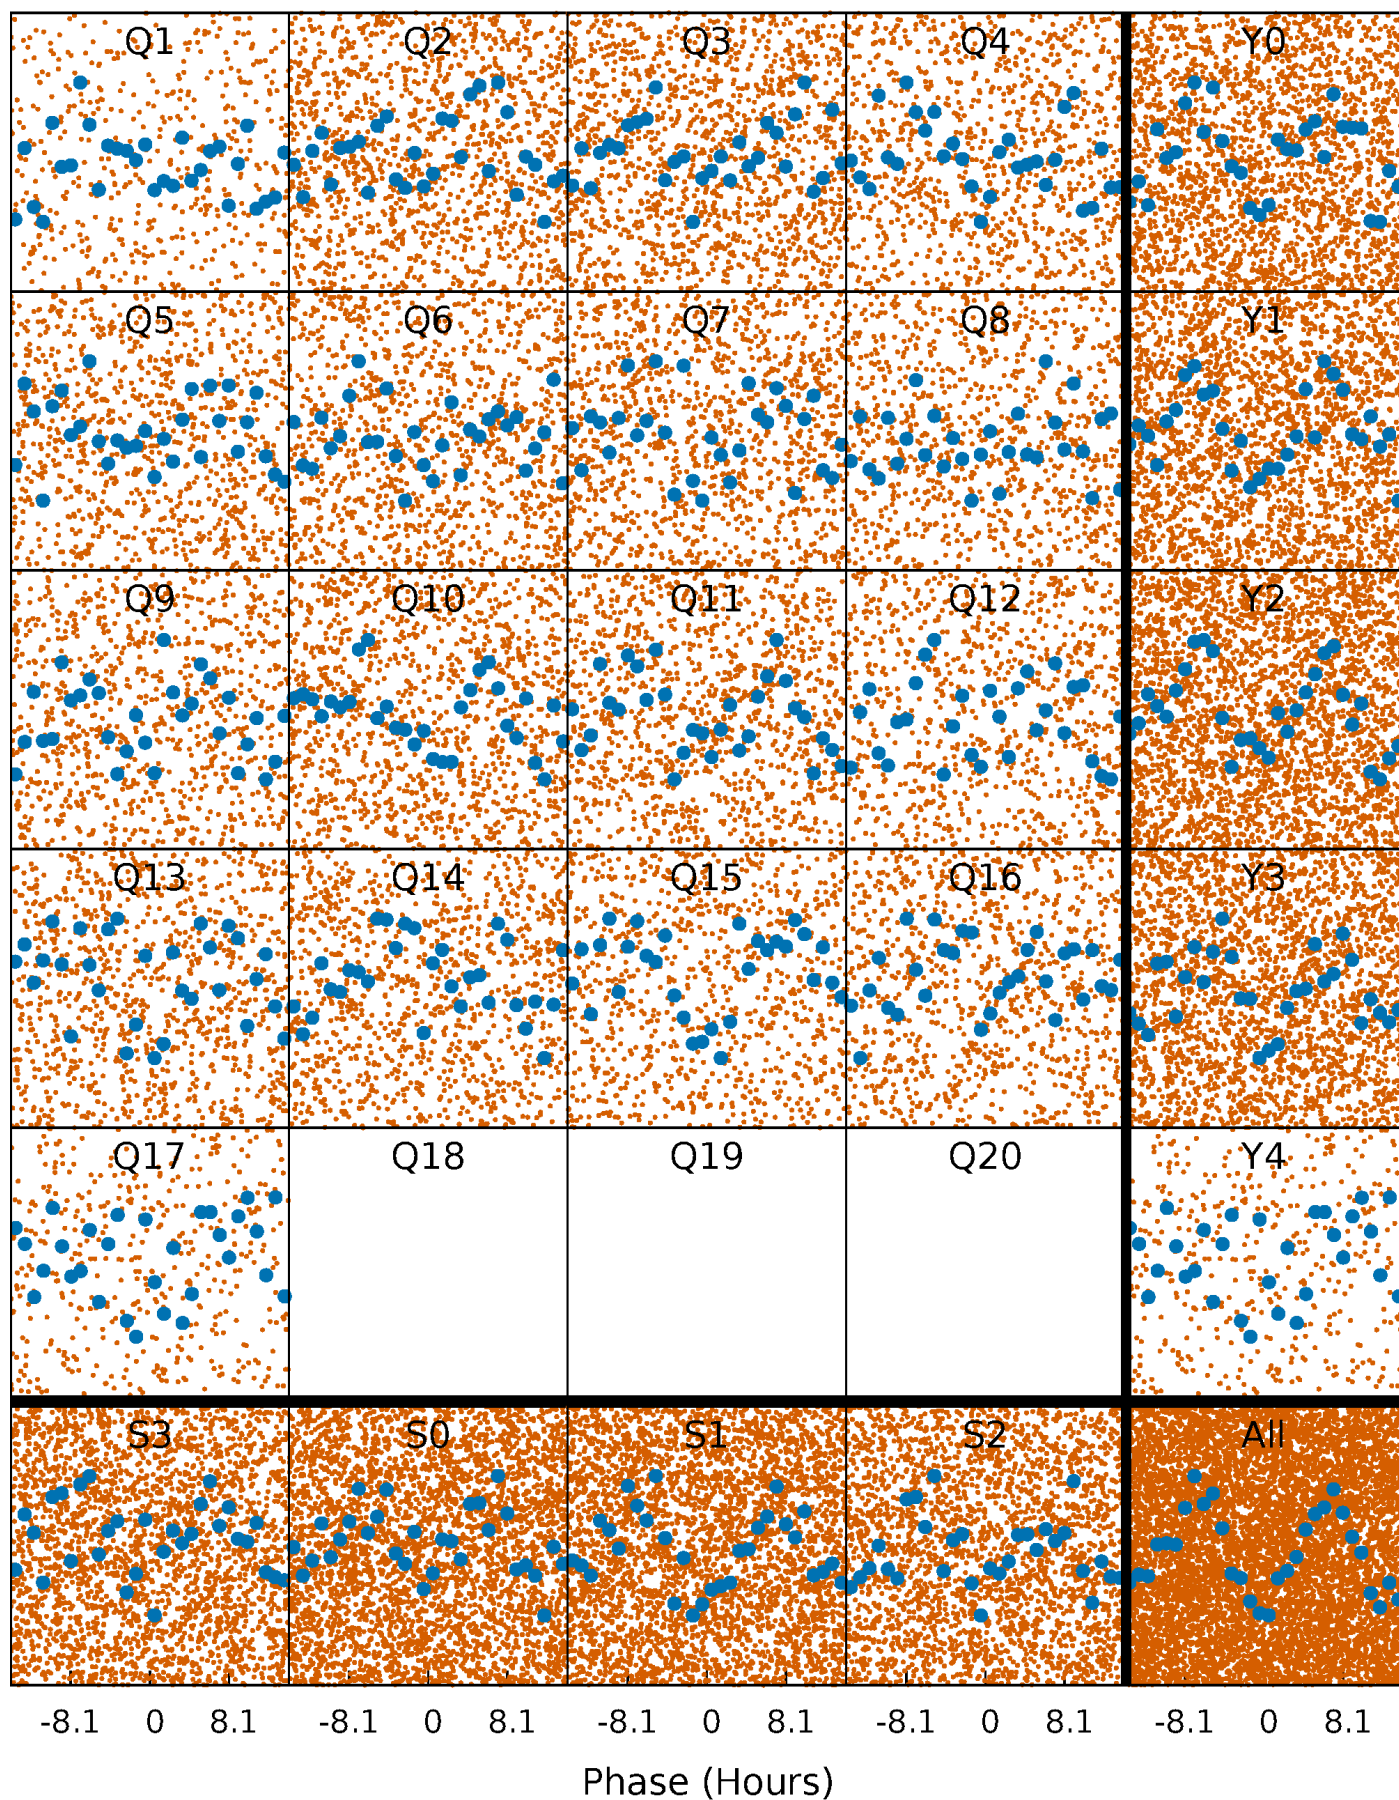 Q1 Q2 Q3 Q4 Y0
Q5 Q6 Q7 Q8 Y1
Q9 Q10 Q11 Q12 Y2
Q13 Q14 Q15 Q16 Y3
Q17 Q18 Q19 Q20 Y4
S3 S0 S1 S2 All
-8.1 0 8.1 -8.1 0 8.1 -8.1 0 8.1 -8.1 0 8.1 -8.1 0 8.1
Phase (Hours)